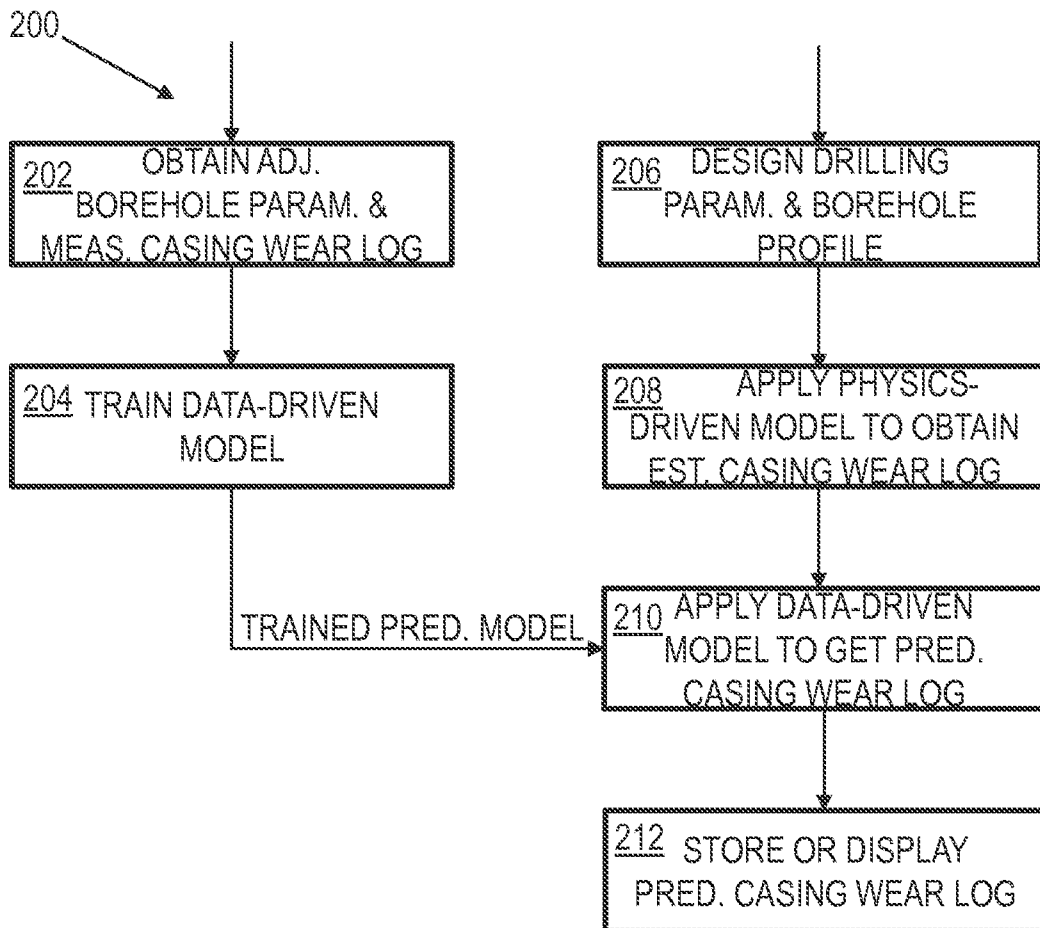 200
202 OBTAIN ADJ.
BOREHOLE PARAM. &
MEAS. CASING WEAR LOG
204 TRAIN DATA-DRIVEN
MODEL
TRAINED PRED. MODEL
206 DESIGN DRILLING
PARAM. & BOREHOLE
PROFILE
208 APPLY PHYSICS-
DRIVEN MODEL TO OBTAIN
EST. CASING WEAR LOG
210 APPLY DATA-DRIVEN
MODEL TO GET PRED.
CASING WEAR LOG
212 STORE OR DISPLAY
PRED. CASING WEAR LOG